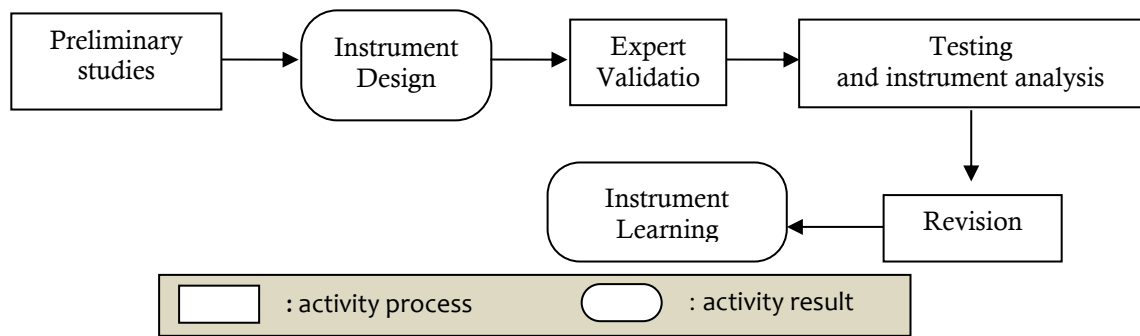 Preliminary
studies
Instrument
Design
Expert
Validatio
Testing
and instrument analysis
Instrument
Learning
Revision
: activity process
: activity result